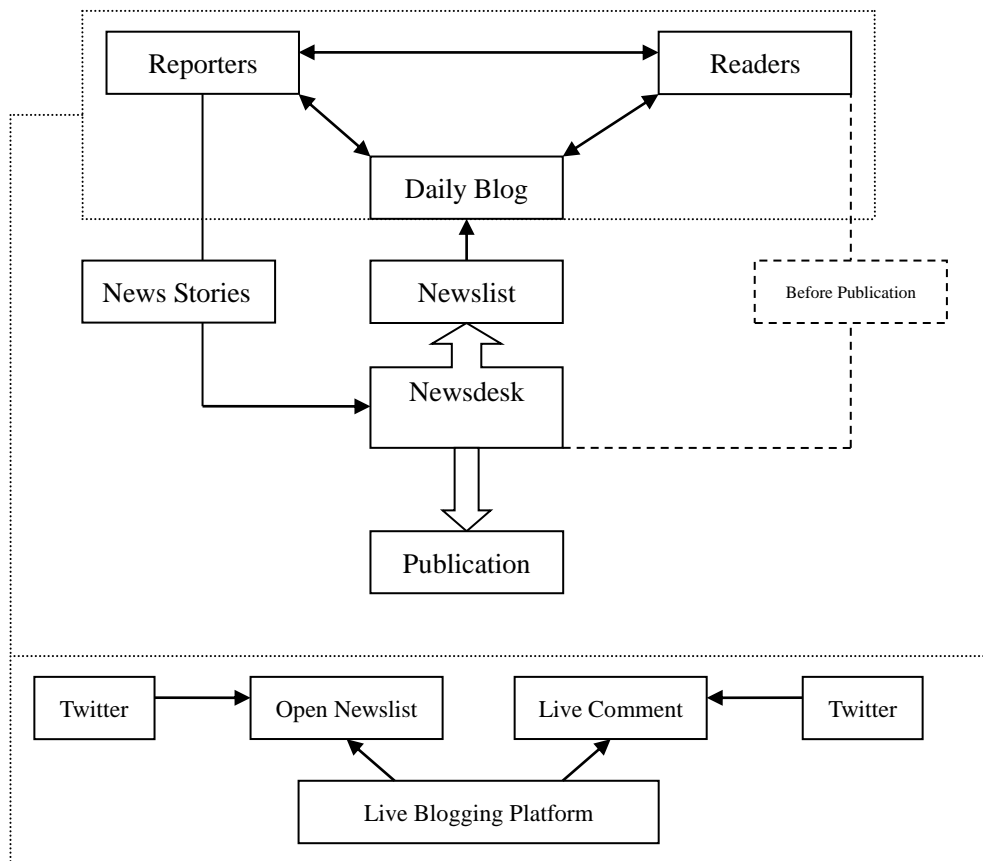 Reporters
Readers
Daily Blog
News Stories
Newslist
Before Publication
Newsdesk
Publication
Twitter
Open Newslist
Live Comment
Twitter
Live Blogging Platform